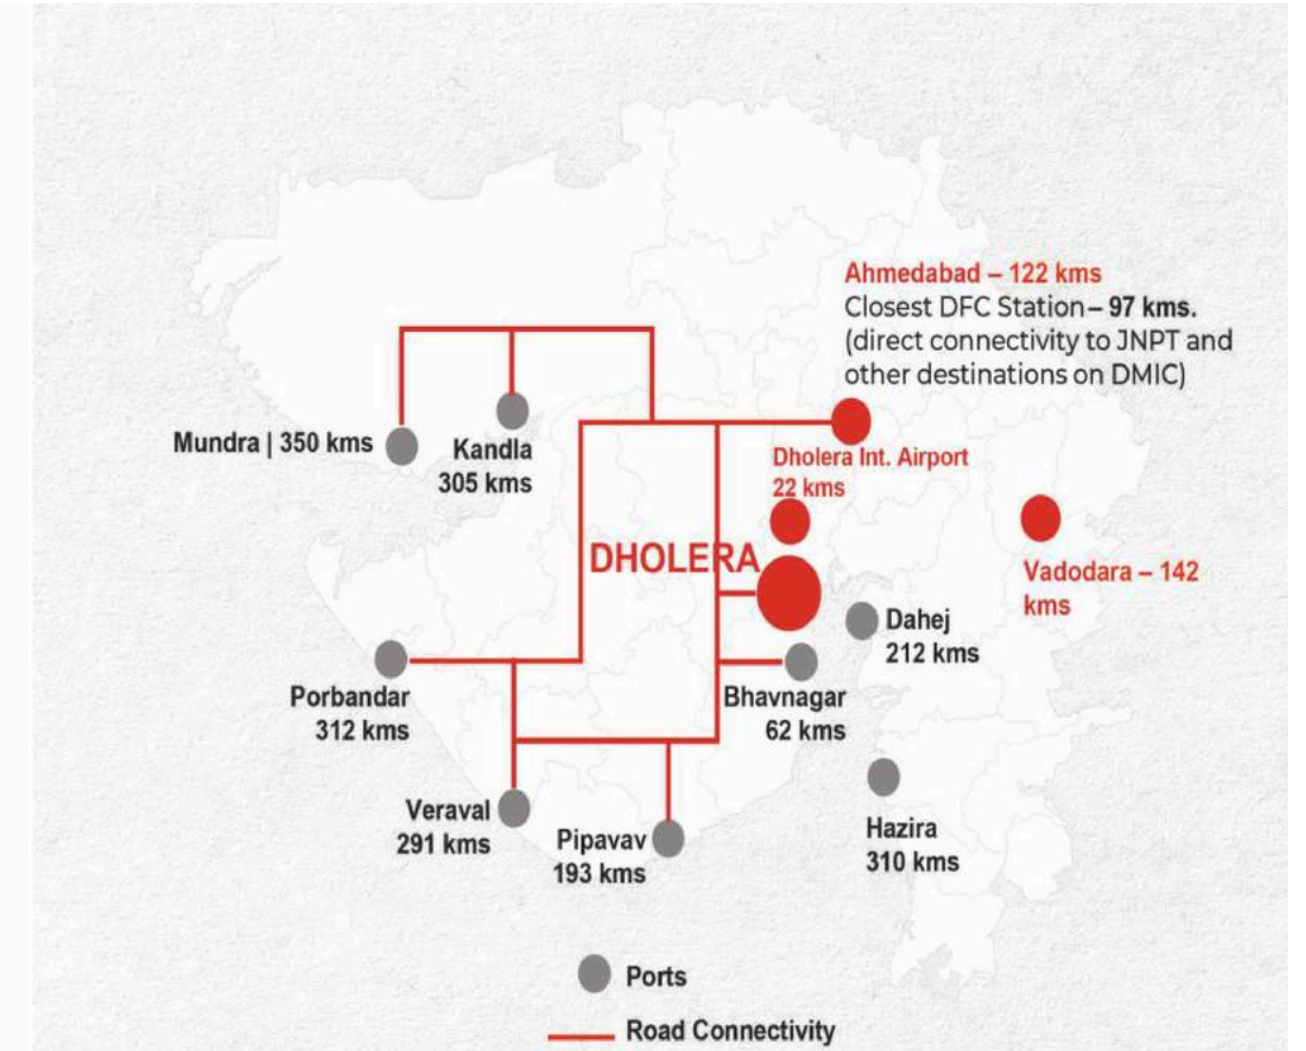 Ahmedabad – 122 kms
Closest DFC Station – 97 kms.
(direct connectivity to JNPT and
other destinations on DMIC)
Mundra | 350 kms
Kandla
305 kms
Dholera Int. Airport
22 kms
DHOLERA
Vadodara – 142
kms
Dahej
212 kms
Porbandar
312 kms
Bhavnagar
62 kms
Veraval
291 kms
Pipavav
193 kms
Hazira
310 kms
Ports
Road Connectivity